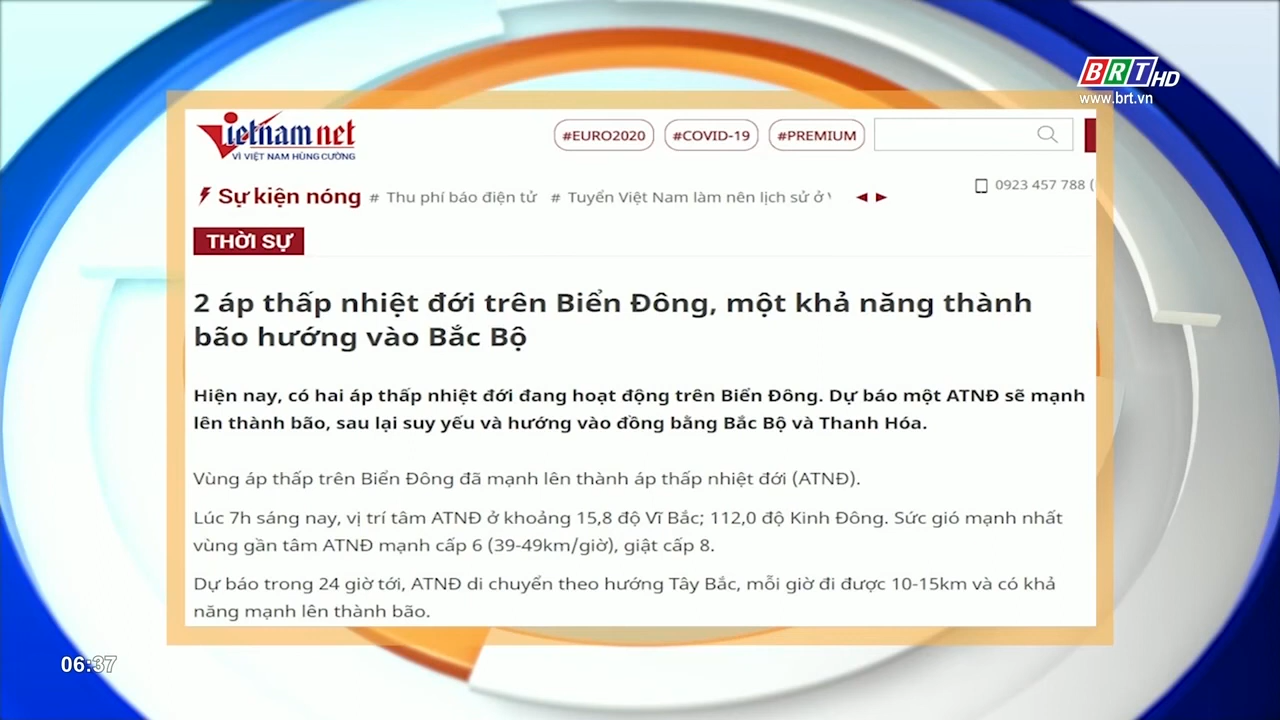 BRT HD
www.brt.vn
Vietnamnet
VÌ VIỆT NAM HÙNG CƯỜNG
#EURO2020 #COVID-19 #PREMIUM
0923 457 788
Sự kiện nóng # Thu phí báo điện tử # Tuyển Việt Nam làm nên lịch sử ở
THỜI SỰ
2 áp thấp nhiệt đới trên Biển Đông, một khả năng thành
bão hướng vào Bắc Bộ
Hiện nay, có hai áp thấp nhiệt đới đang hoạt động trên Biển Đông. Dự báo một ATNĐ sẽ mạnh
lên thành bão, sau lại suy yếu và hướng vào đồng bằng Bắc Bộ và Thanh Hóa.
Vùng áp thấp trên Biển Đông đã mạnh lên thành áp thấp nhiệt đới (ATNĐ).
Lúc 7h sáng nay, vị trí tâm ATNĐ ở khoảng 15,8 độ Vĩ Bắc; 112,0 độ Kinh Đông. Sức gió mạnh nhất
vùng gần tâm ATNĐ mạnh cấp 6 (39-49km/giờ), giật cấp 8.
Dự báo trong 24 giờ tới, ATNĐ di chuyển theo hướng Tây Bắc, mỗi giờ đi được 10-15km và có khả
năng mạnh lên thành bão.
06:37